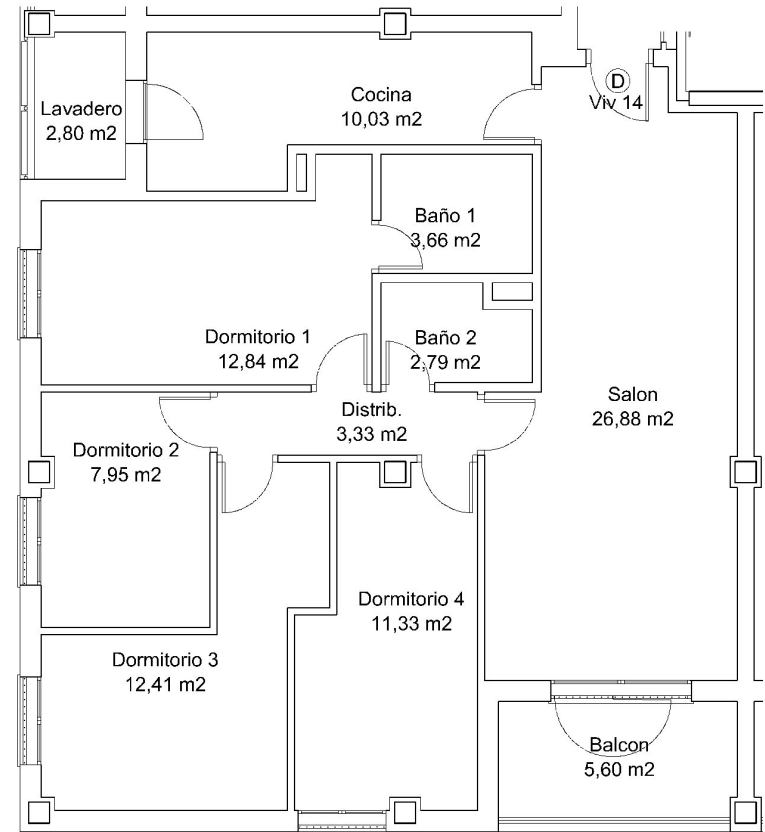 D
Viv 14
Cocina
10,03 m2
Lavadero
2,80 m2
Baño 1
3,66 m2
Dormitorio 1
12,84 m2
Baño 2
2,79 m2
Salon
26,88 m2
Distrib.
3,33 m2
Dormitorio 2
7,95 m2
Dormitorio 4
11,33 m2
Dormitorio 3
12,41 m2
Balcon
5,60 m2